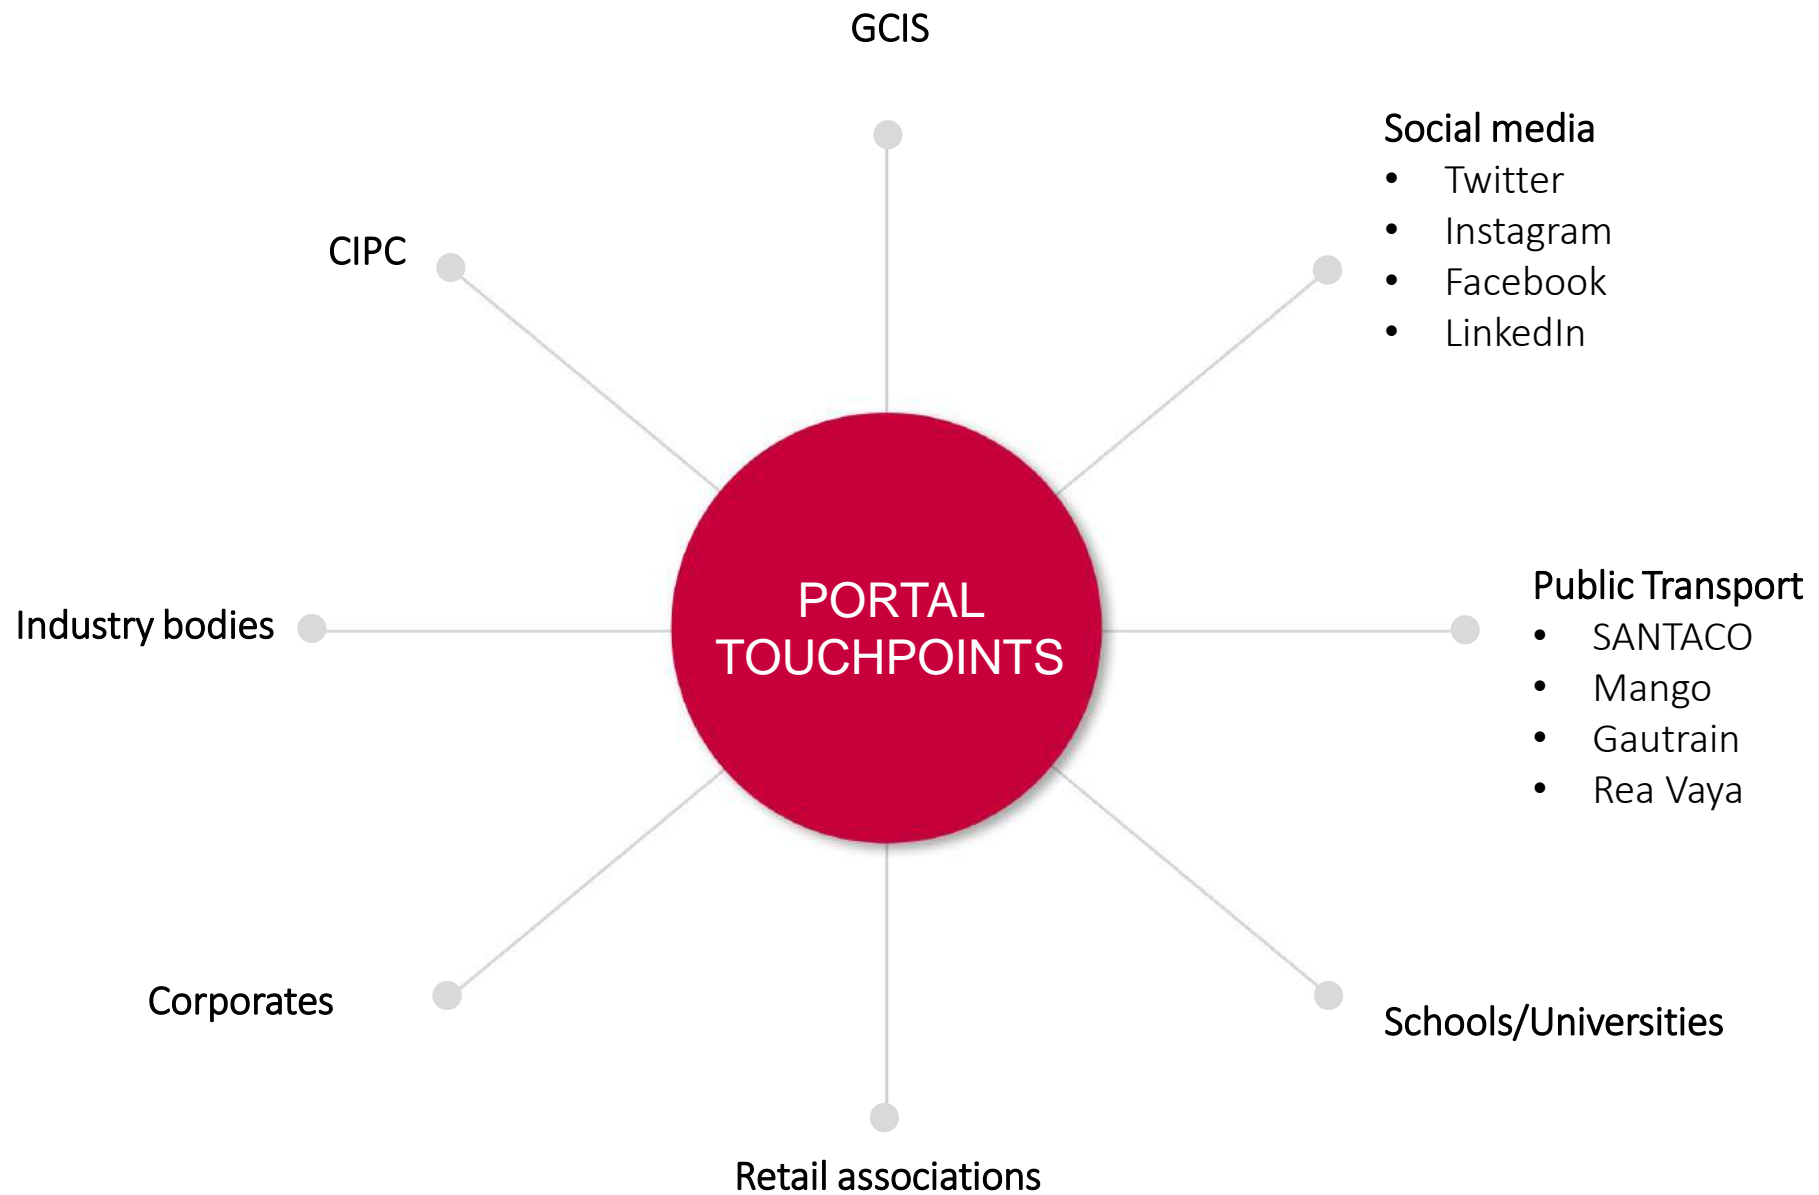 GCIS
Social media
• Twitter
• Instagram
• Facebook
• LinkedIn
CIPC
PORTAL
TOUCHPOINTS
Public Transport
• SANTACO
• Mango
• Gautrain
• Rea Vaya
Industry bodies
Corporates
Schools/Universities
Retail associations